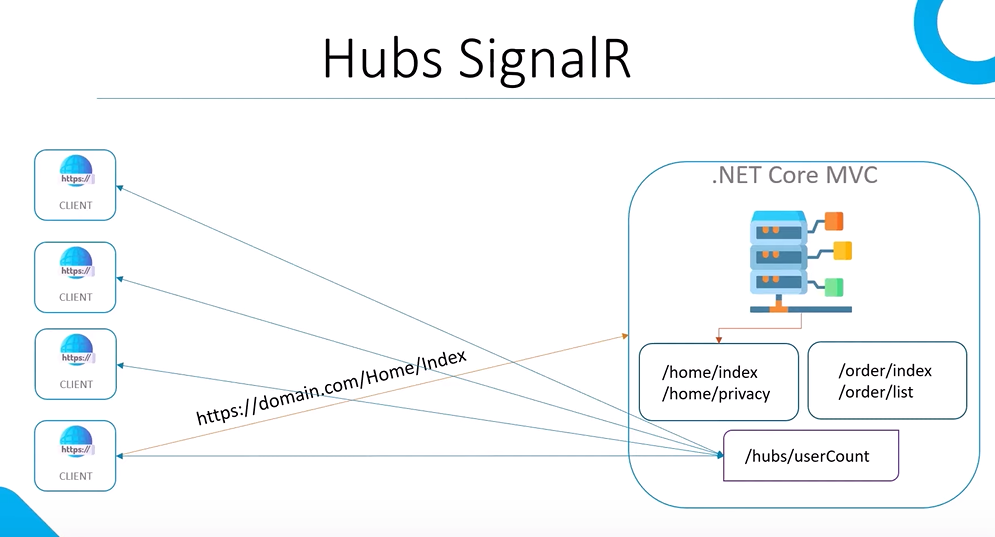 Hubs SignalR
.NET Core MVC
https://
CLIENT
https://
CLIENT
https://
CLIENT
https://
CLIENT
https://domain.com/Home/Index
/home/index
/home/privacy
/order/index
/order/list
/hubs/userCount